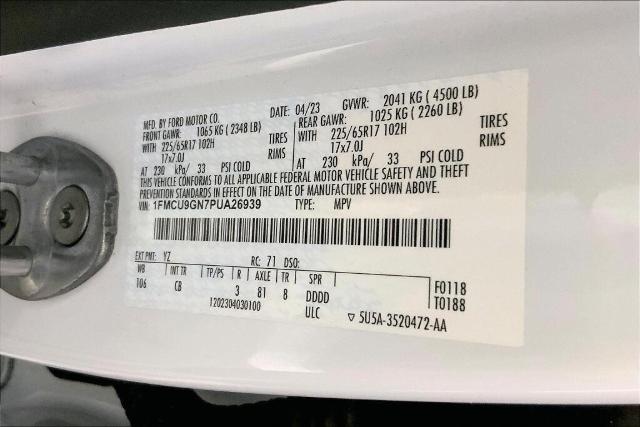 MFD. BY FORD MOTOR CO. DATE: 04/23 GVWR: 2041 KG ( 4500 LB)
FRONT GAWR: 1065 KG ( 2348 LB) REAR GAWR: 1025 KG ( 2260 LB)
WITH 225/65R17 102H TIRES WITH 225/65R17 102H TIRES
17x7.0J RIMS 17x7.0J RIMS
AT 230 kPa/ 33 PSI COLD AT 230 kPa/ 33 PSI COLD
THIS VEHICLE CONFORMS TO ALL APPLICABLE FEDERAL MOTOR VEHICLE SAFETY AND THEFT
PREVENTION STANDARDS IN EFFECT ON THE DATE OF MANUFACTURE SHOWN ABOVE.
VIN: 1FMCU9GN7PUA26939 TYPE: MPV
EXT PNT: YZ RC: 71 DSO:
WB INT TR TP/PS R AXLE TR SPR
106 CB 3 81 8 DDDD
1202304030100 ULC
F0118
T0188
▽ 5U5A-3520472-AA